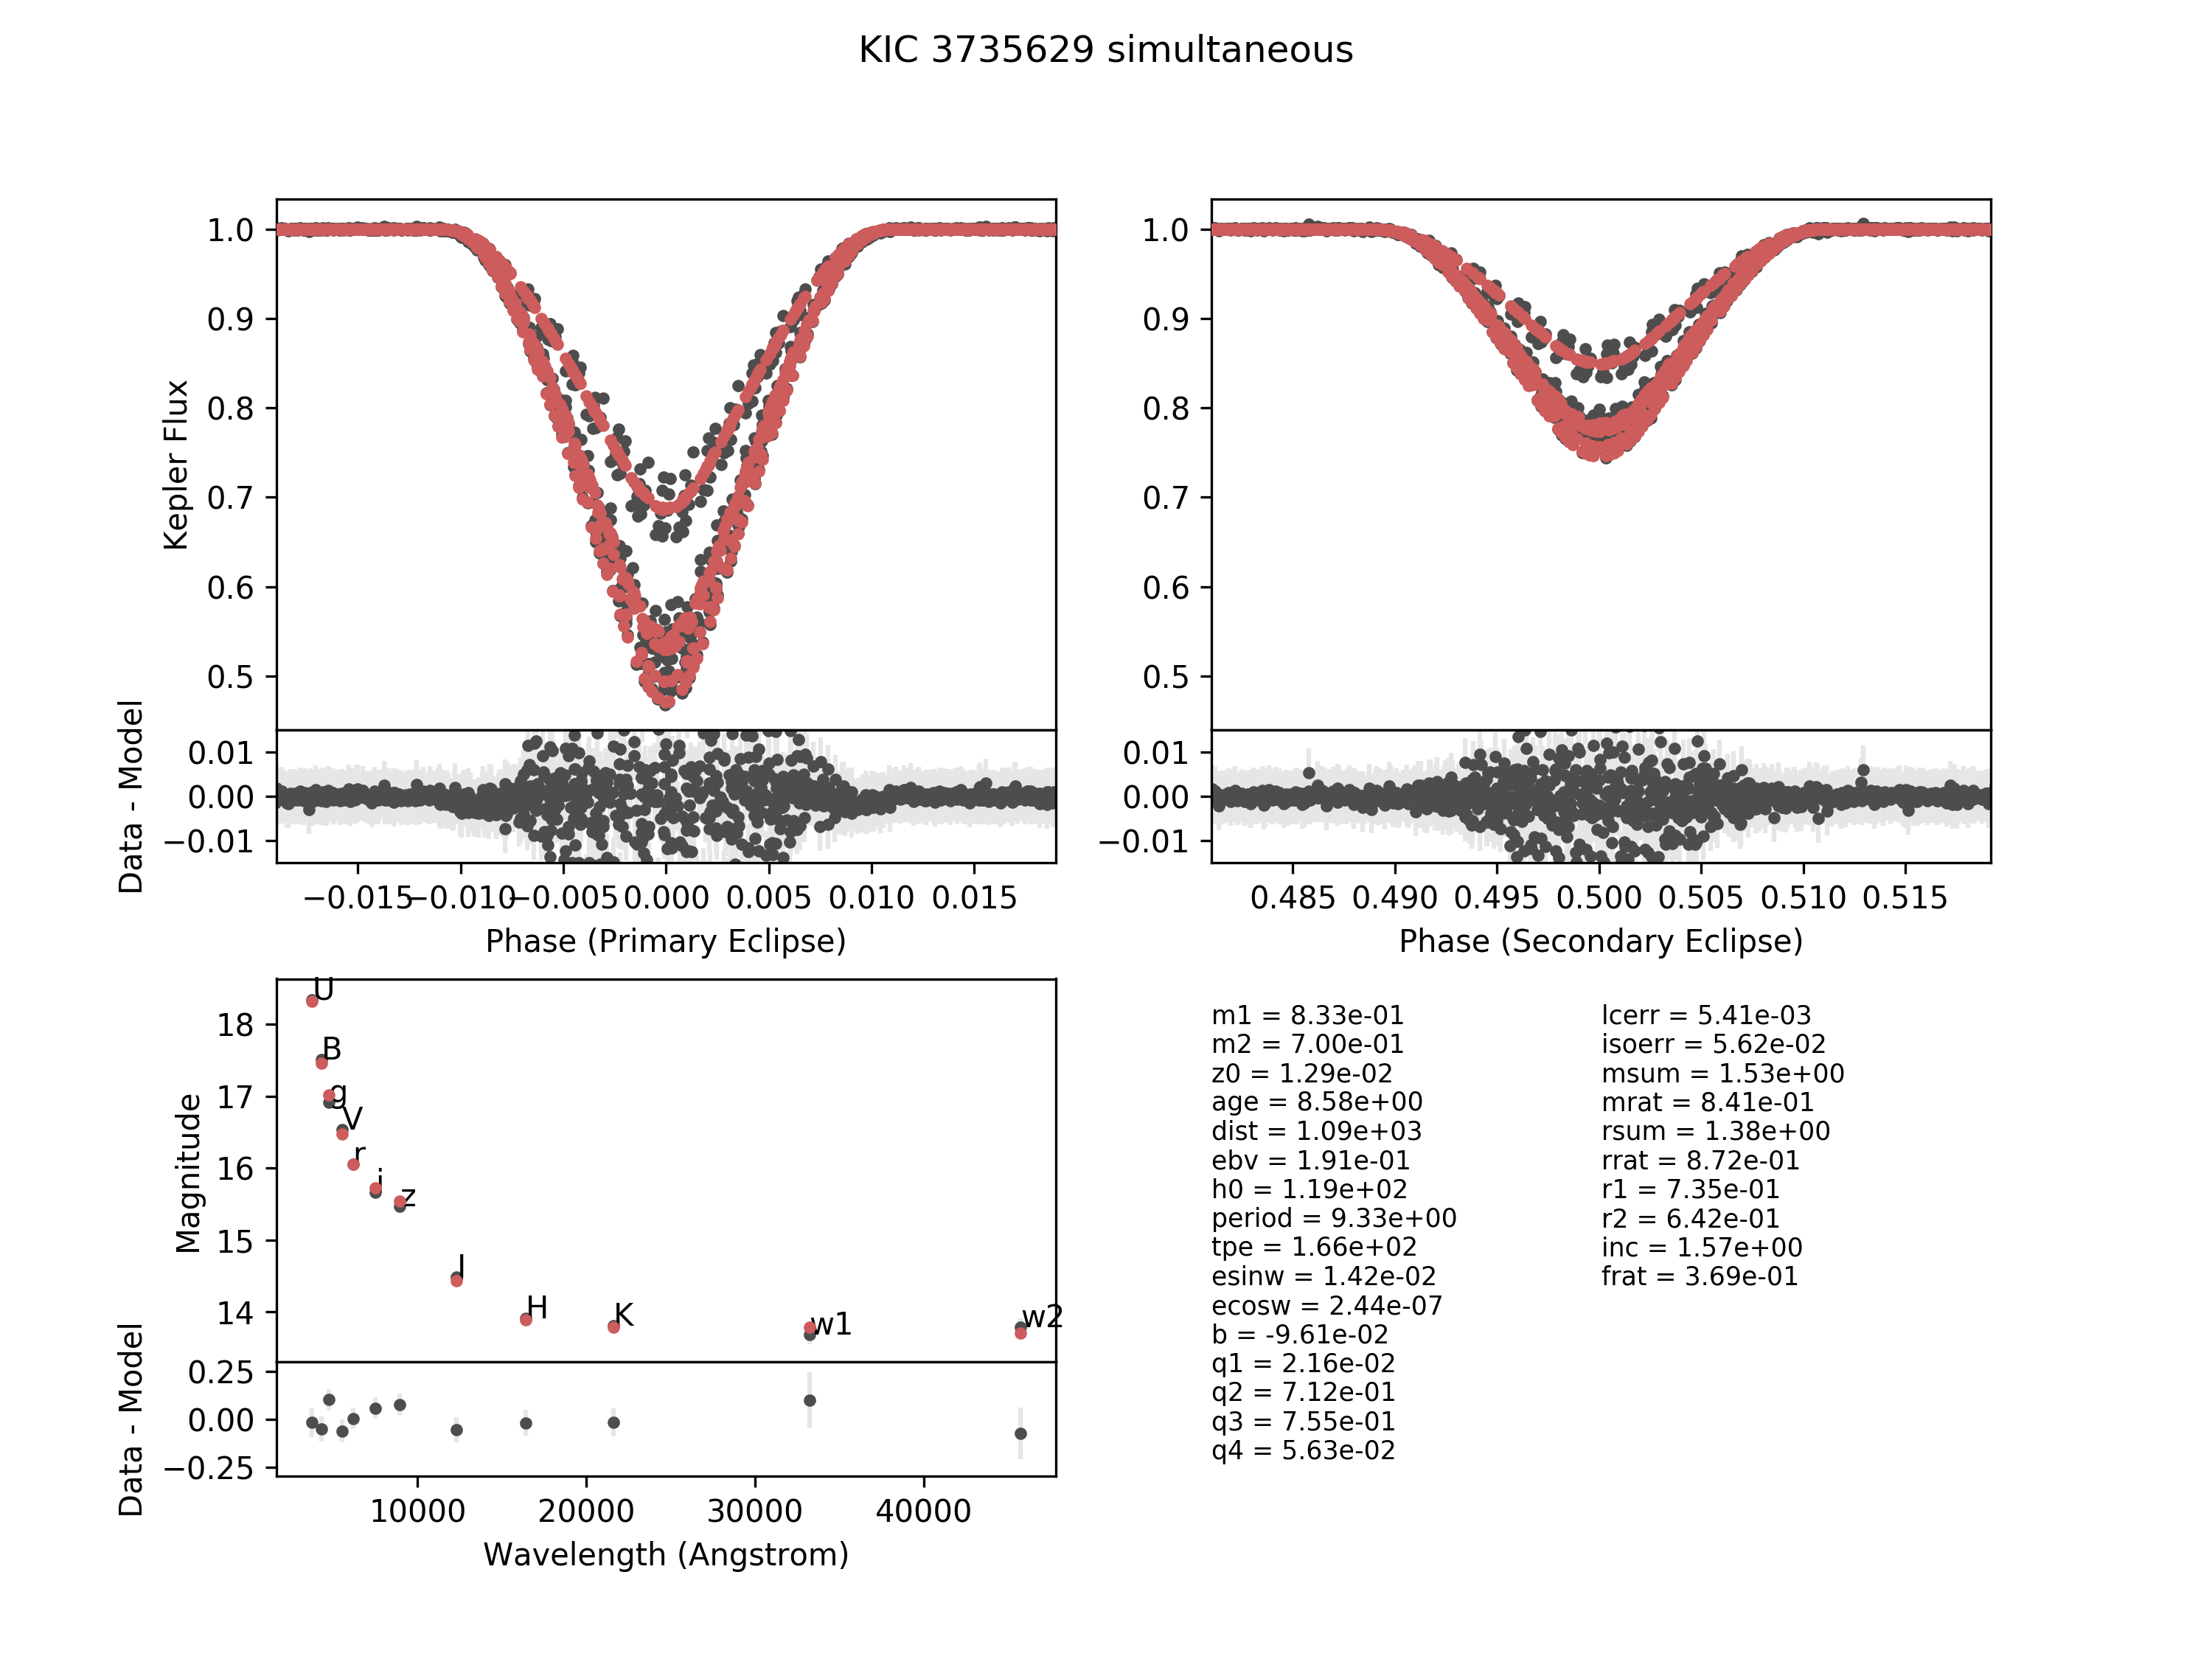 KIC 3735629 simultaneous
1.0
0.9
0.8
0.7
0.6
0.5
Kepler Flux
0.01
0.00
−0.01
Data - Model
−0.015 −0.010 −0.005 0.000 0.005 0.010 0.015
Phase (Primary Eclipse)
1.0
0.9
0.8
0.7
0.6
0.5
0.01
0.00
−0.01
0.485 0.490 0.495 0.500 0.505 0.510 0.515
Phase (Secondary Eclipse)
18
17
16
15
14
Magnitude
U
B
g
V
r
i
z
J
H
K
w1
w2
0.25
0.00
−0.25
Data - Model
10000 20000 30000 40000
Wavelength (Angstrom)
m1 = 8.33e-01
m2 = 7.00e-01
z0 = 1.29e-02
age = 8.58e+00
dist = 1.09e+03
ebv = 1.91e-01
h0 = 1.19e+02
period = 9.33e+00
tpe = 1.66e+02
esinw = 1.42e-02
ecosw = 2.44e-07
b = -9.61e-02
q1 = 2.16e-02
q2 = 7.12e-01
q3 = 7.55e-01
q4 = 5.63e-02
lcerr = 5.41e-03
isoerr = 5.62e-02
msum = 1.53e+00
mrat = 8.41e-01
rsum = 1.38e+00
rrat = 8.72e-01
r1 = 7.35e-01
r2 = 6.42e-01
inc = 1.57e+00
frat = 3.69e-01